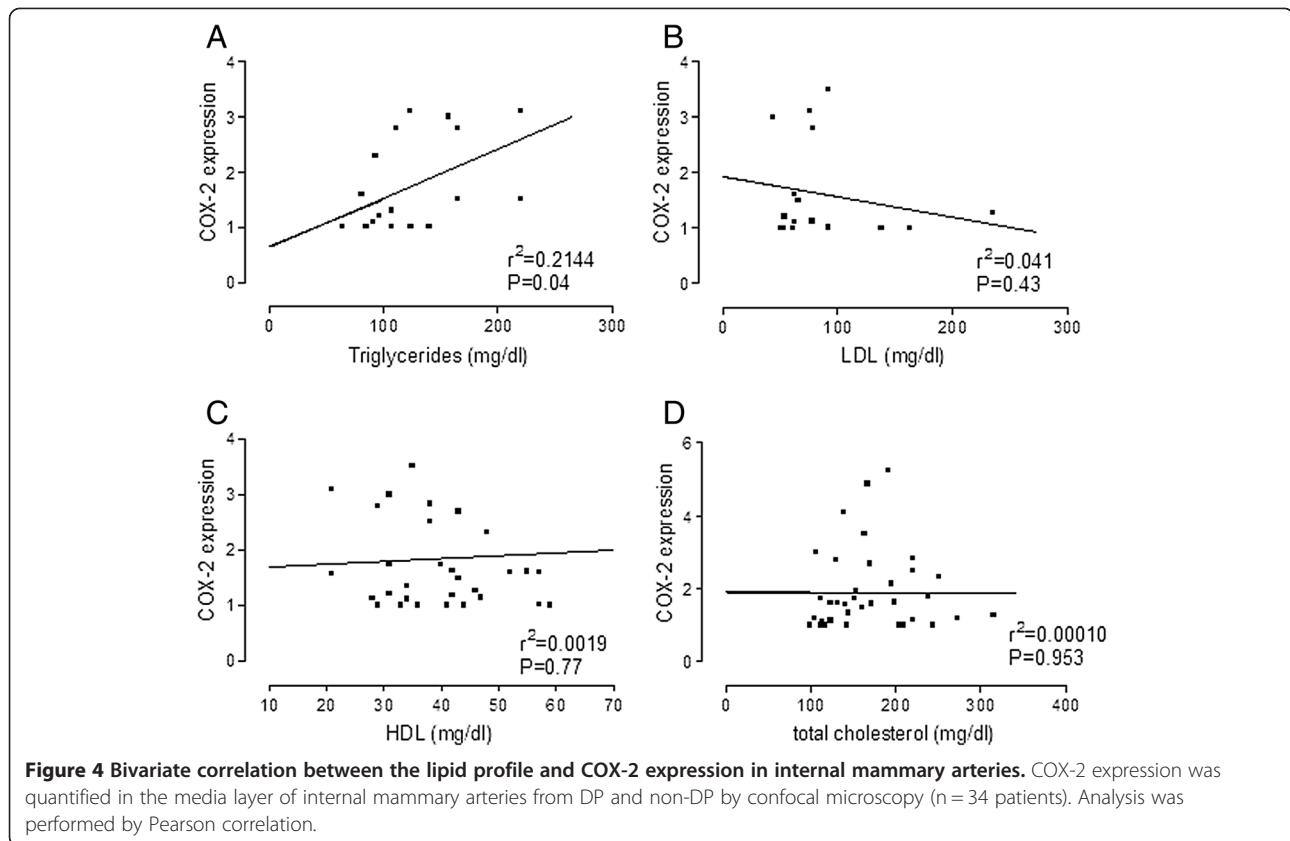 A
COX-2 expression
4
3
2
1
0
r²=0.2144
P=0.04
0 100 200 300
Triglycerides (mg/dl)
B
COX-2 expression
4
3
2
1
0
r²=0.041
P=0.43
0 100 200 300
LDL (mg/dl)
C
COX-2 expression
4
3
2
1
0
r²=0.0019
P=0.77
10 20 30 40 50 60 70
HDL (mg/dl)
D
COX-2 expression
6
4
2
0
r²=0.00010
P=0.953
0 100 200 300 400
total cholesterol (mg/dl)
Figure 4 Bivariate correlation between the lipid profile and COX-2 expression in internal mammary arteries. COX-2 expression was
quantified in the media layer of internal mammary arteries from DP and non-DP by confocal microscopy (n = 34 patients). Analysis was
performed by Pearson correlation.